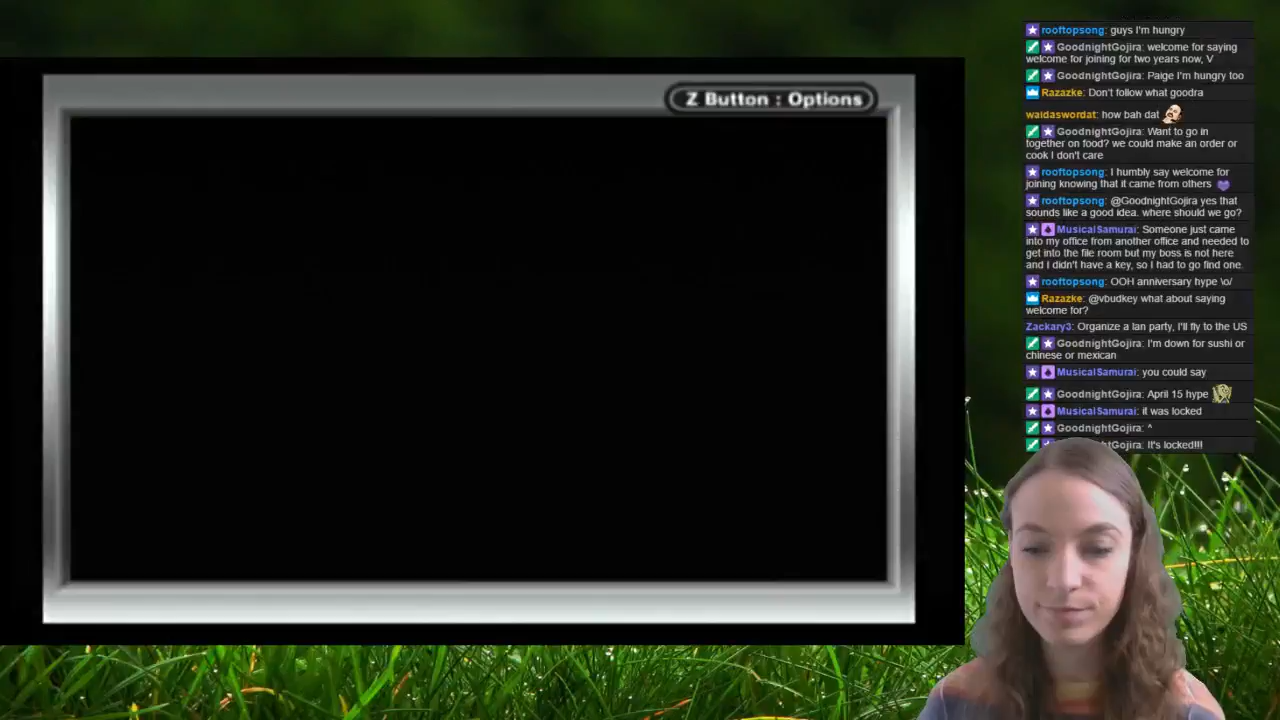 Z Button : Options
rooftopsong: guys I'm hungry
GoodnightGojira: welcome for saying
welcome for joining for two years now, V
GoodnightGojira: Paige I'm hungry too
Razazke: Don't follow what goodra
waidaswordat: how bah dat
GoodnightGojira: Want to go in
together on food? we could make an order or
cook I don't care
rooftopsong: I humbly say welcome for
joining knowing that it came from others
rooftopsong: @GoodnightGojira yes that
sounds like a good idea. where should we go?
MusicalSamurai: Someone just came
into my office from another office and needed to
get into the file room but my boss is not here
and I didn't have a key, so I had to go find one.
rooftopsong: OOH anniversary hype \o/
Razazke: @vbudkey what about saying
welcome for?
Zackary3: Organize a lan party, I'll fly to the US
GoodnightGojira: I'm down for sushi or
chinese or mexican
MusicalSamurai: you could say
GoodnightGojira: April 15 hype
MusicalSamurai: it was locked
GoodnightGojira: ^
htGojira: It's locked!!!